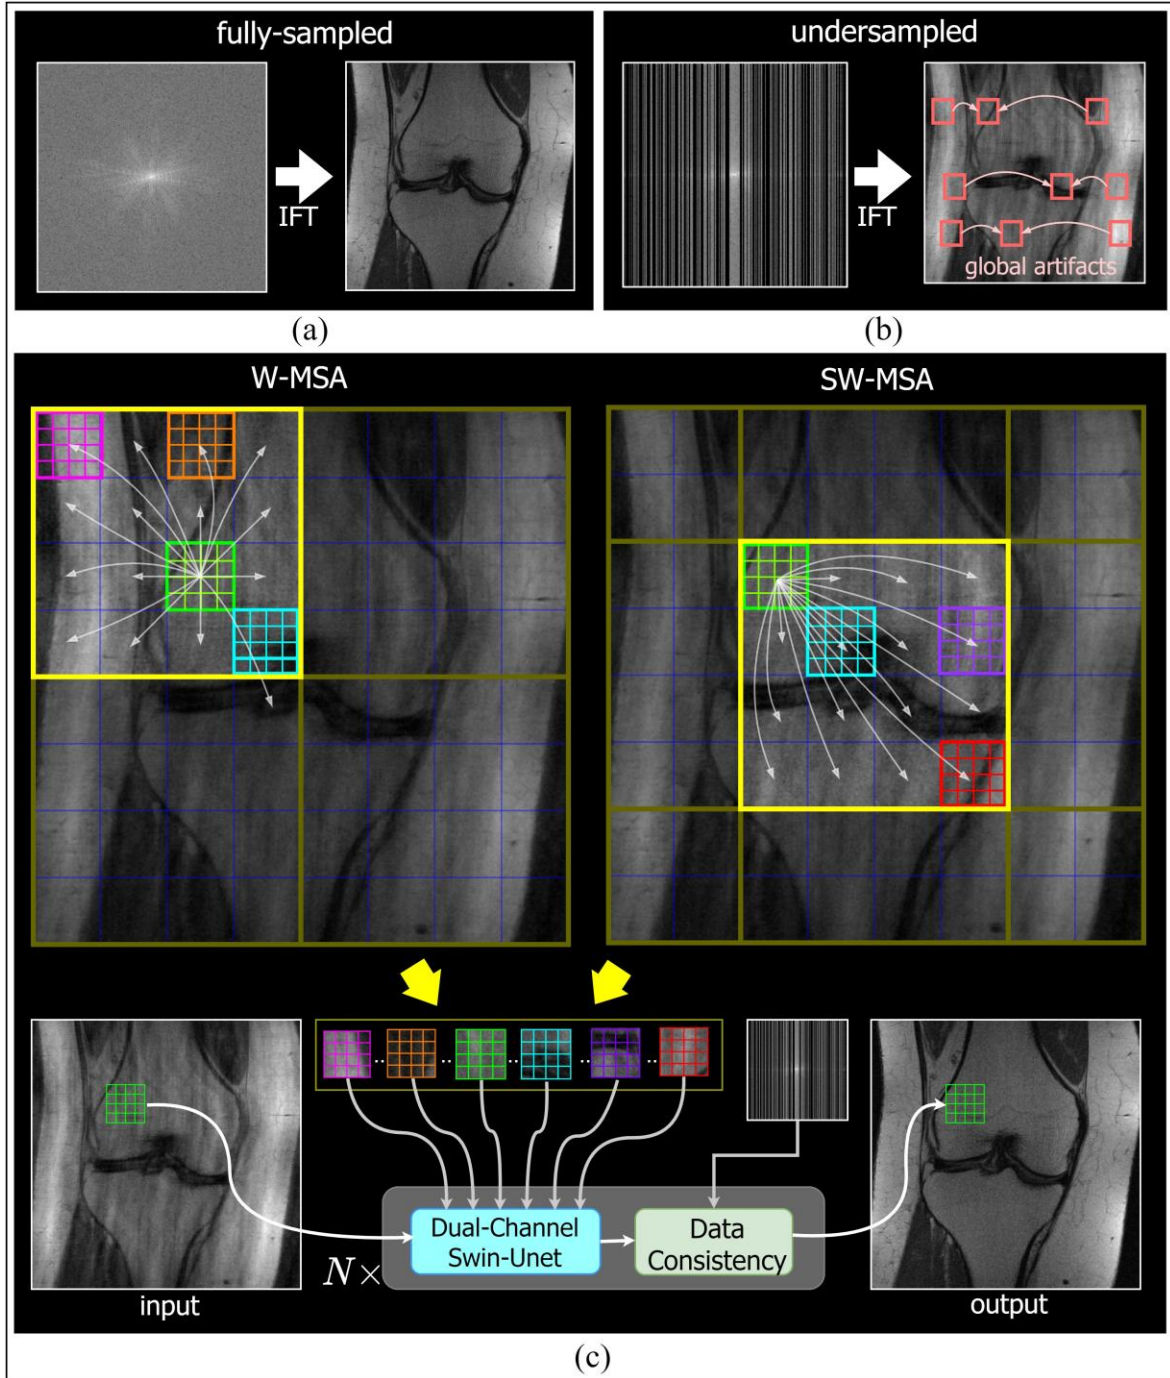 fully-sampled
IFT
(a)
undersampled
IFT
global artifacts
(b)
W-MSA
SW-MSA
.. .. .. .. ..
Dual-Channel
Swin-Unet
Data
Consistency
N×
input
output
(c)